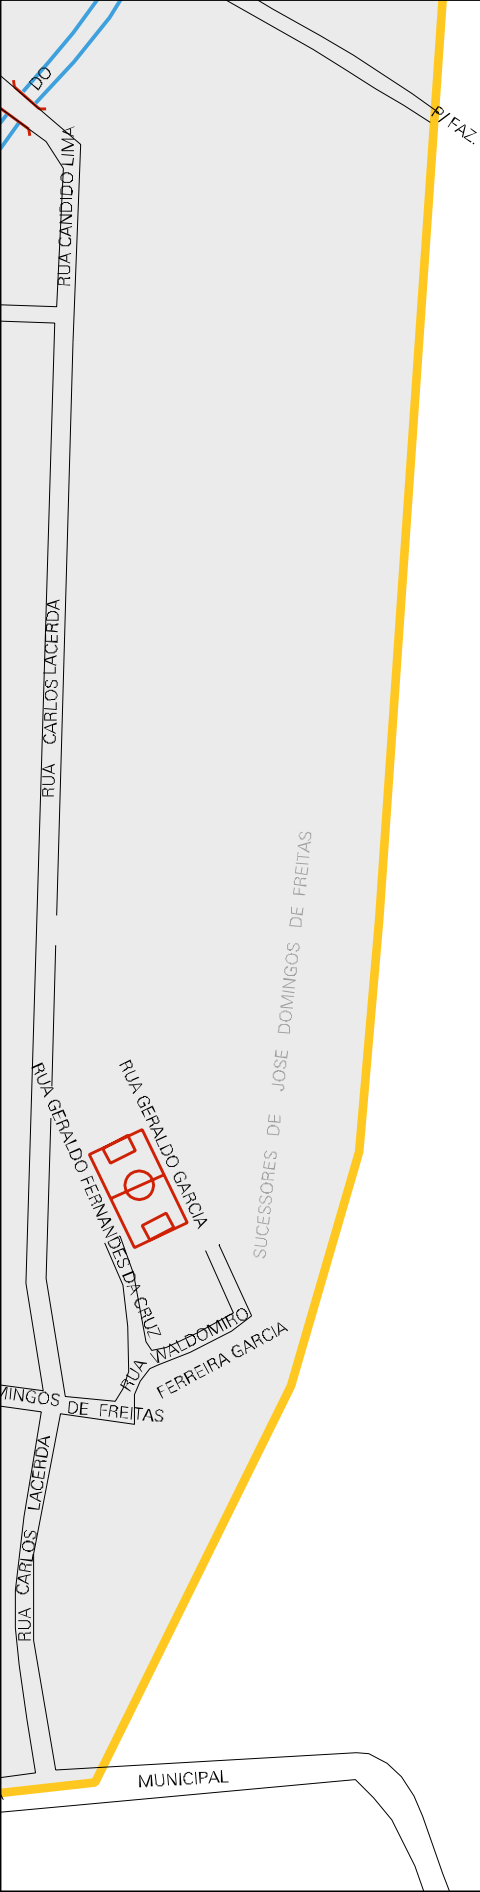 DO
P/ FAZ.
RUA CANDIDO LIMA
RUA CARLOS LACERDA
SUCESSORES DE JOSE DOMINGOS DE FREITAS
RUA GERALDO FERNANDES DA CRUZ
RUA GERALDO GARCIA
RUA WALDOMIRO
FERREIRA GARCIA
MINGOS DE FREITAS
RUA CARLOS LACERDA
MUNICIPAL